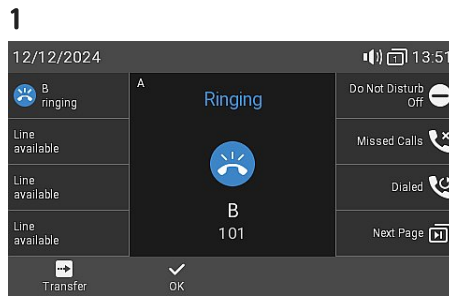 1
12/12/2024
1
13:51
B
ringing
A
Ringing
Do Not Disturb
Off
Line
available
Missed Calls
Line
available
Dialed
B
101
Line
available
Next Page
Transfer
OK